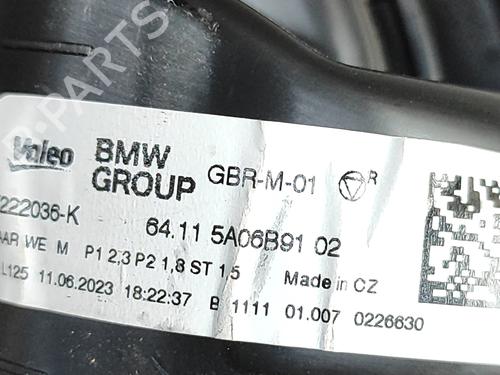 Valeo BMW GROUP GBR-M-01 R
222036-K 64.11 5A06B91 02
AAR WE M P1 2,3 P2 1,8 ST 1,5 Made in CZ
L125 11.06.2023 18:22:37 B 1111 01.007 0226630
B-PARTS